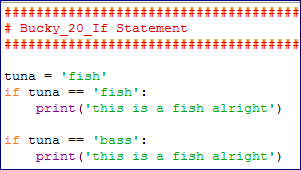 ######################################
# Bucky_20_If Statement
######################################

tuna = 'fish'
if tuna == 'fish':
    print('this is a fish alright')

if tuna == 'bass':
    print('this is a fish alright')